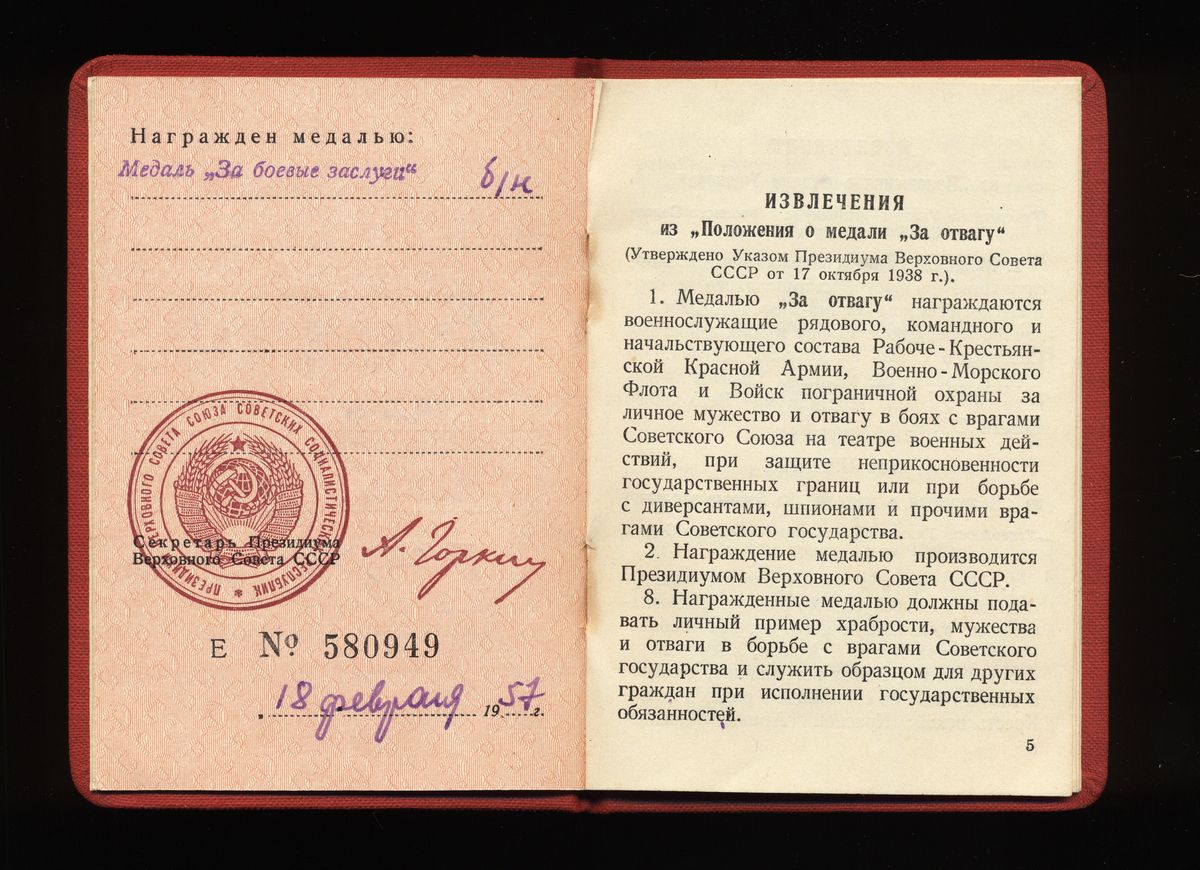 Награжден медалью:
Медаль „За боевые заслуги“ б/н
ПРЕЗИДИУМ ВЕРХОВНОГО СОВЕТА СОЮЗА СОВЕТСКИХ СОЦИАЛИСТИЧЕСКИХ РЕСПУБЛИК *
Секретарь Президиума
Верховного Совета СССР А. Горкин
Е № 580949
18 февраля 1957 г.
ИЗВЛЕЧЕНИЯ
из „Положения о медали „За отвагу“
(Утверждено Указом Президиума Верховного Совета
СССР от 17 октября 1938 г.).
1. Медалью „За отвагу“ награждаются
военнослужащие рядового, командного и
начальствующего состава Рабоче-Крестьян-
ской Красной Армии, Военно-Морского
Флота и Войск пограничной охраны за
личное мужество и отвагу в боях с врагами
Советского Союза на театре военных дей-
ствий, при защите неприкосновенности
государственных границ или при борьбе
с диверсантами, шпионами и прочими вра-
гами Советского государства.
2. Награждение медалью производится
Президиумом Верховного Совета СССР.
8. Награжденные медалью должны пода-
вать личный пример храбрости, мужества
и отваги в борьбе с врагами Советского
государства и служить образцом для других
граждан при исполнении государственных
обязанностей.
5